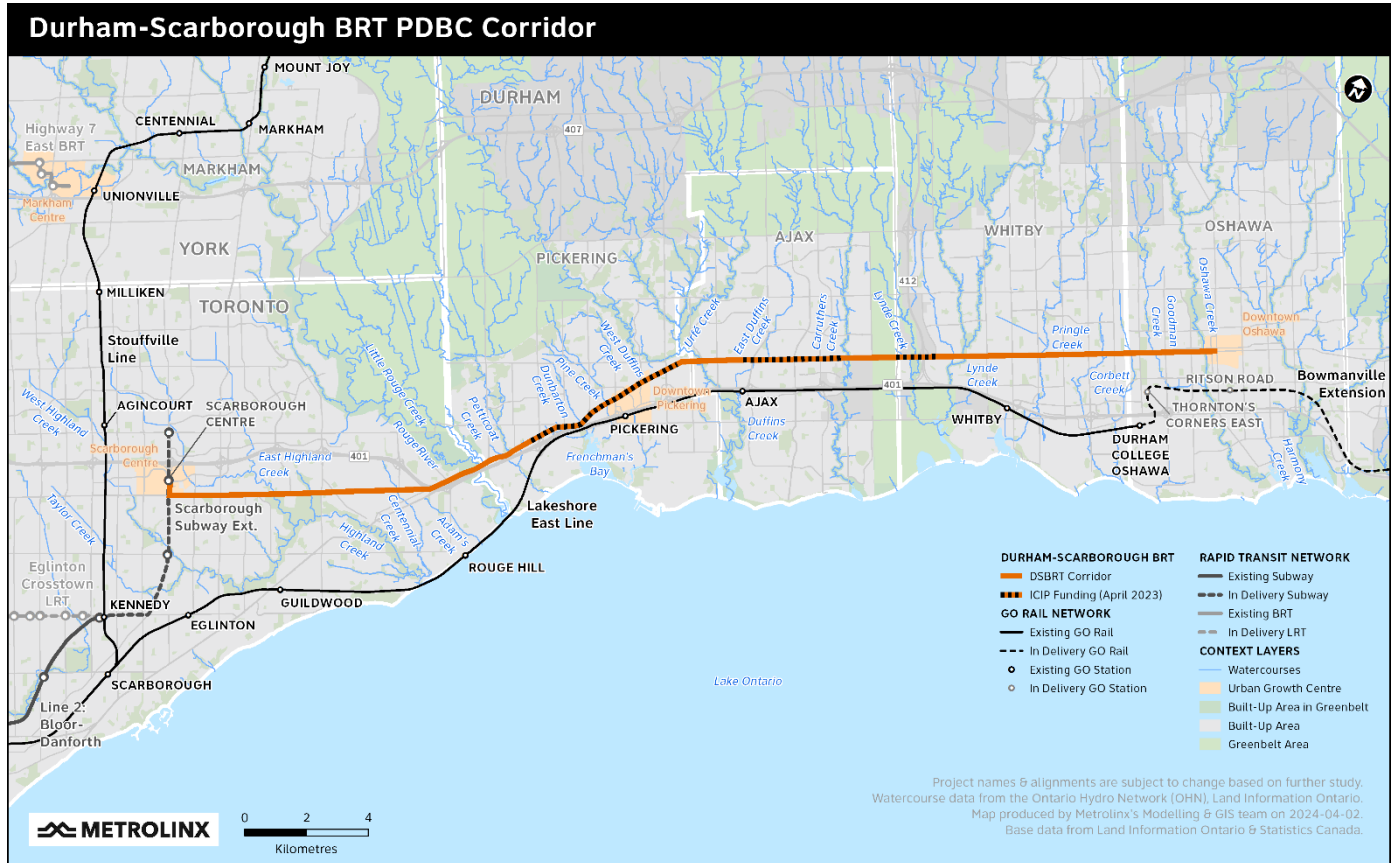 Durham-Scarborough BRT PDBC Corridor
MOUNT JOY
DURHAM
CENTENNIAL
MARKHAM
407
Highway 7
East BRT
MARKHAM
UNIONVILLE
Markham
Centre
YORK
PICKERING
AJAX
WHITBY
OSHAWA
MILLIKEN
TORONTO
412
Stouffville
Line
Little Rouge Creek
Rouge River
Petticoat
Creek
Dunbarton
Creek
Pine Creek
West Duffins
Creek
Urfé Creek
East Duffins
Creek
Carruthers
Creek
Lynde Creek
Pringle
Creek
Goodman
Creek
Oshawa Creek
Downtown
Oshawa
Lynde
Creek
Corbett
Creek
RITSON ROAD
Bowmanville
Extension
West Highland
Creek
AGINCOURT
SCARBOROUGH
CENTRE
Downtown
Pickering
401
AJAX
PICKERING
Duffins
Creek
WHITBY
THORNTON'S
CORNERS EAST
DURHAM
COLLEGE
OSHAWA
Harmony
Creek
Scarborough
Centre
East Highland
Creek
401
Frenchman's
Bay
Taylor Creek
Scarborough
Subway Ext.
Highland
Creek
Centennial
Creek
Adam's
Creek
Lakeshore
East Line
ROUGE HILL
Eglinton
Crosstown
LRT
KENNEDY
GUILDWOOD
EGLINTON
SCARBOROUGH
Line 2:
Bloor-
Danforth
Lake Ontario
DURHAM-SCARBOROUGH BRT
DSBRT Corridor
ICIP Funding (April 2023)
GO RAIL NETWORK
Existing GO Rail
In Delivery GO Rail
Existing GO Station
In Delivery GO Station
RAPID TRANSIT NETWORK
Existing Subway
In Delivery Subway
Existing BRT
In Delivery LRT
CONTEXT LAYERS
Watercourses
Urban Growth Centre
Built-Up Area in Greenbelt
Built-Up Area
Greenbelt Area
Project names & alignments are subject to change based on further study.
Watercourse data from the Ontario Hydro Network (OHN), Land Information Ontario.
Map produced by Metrolinx's Modelling & GIS team on 2024-04-02.
Base data from Land Information Ontario & Statistics Canada.
METROLINX
0 2 4
Kilometres
N